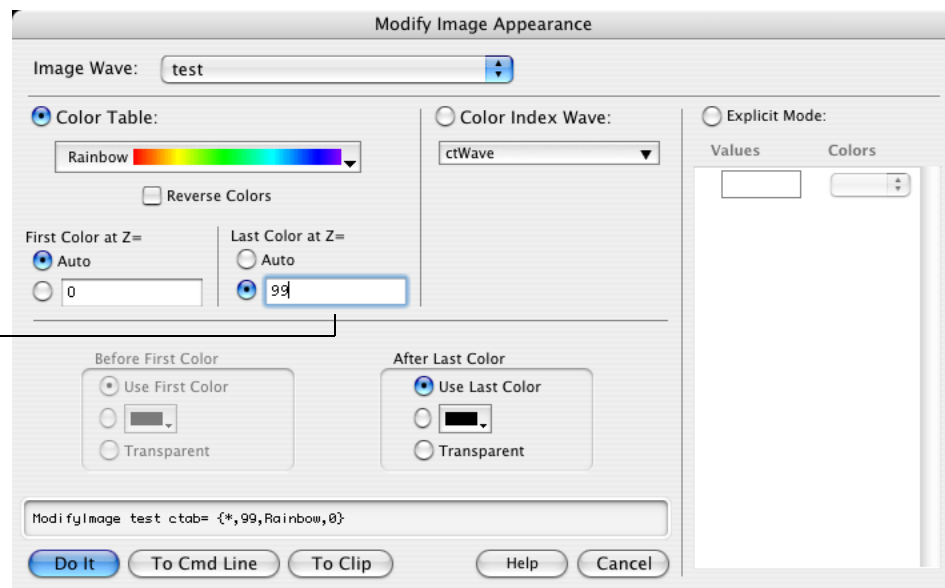 Modify Image Appearance
Image Wave: test
Color Table:
Rainbow
Reverse Colors
First Color at Z=
Auto
0
Last Color at Z=
Auto
99
Color Index Wave:
ctWave
Explicit Mode:
Values Colors
Before First Color
Use First Color
Transparent
After Last Color
Use Last Color
Transparent
ModifyImage test ctab= {*,99,Rainbow,0}
Do It To Cmd Line To Clip Help Cancel